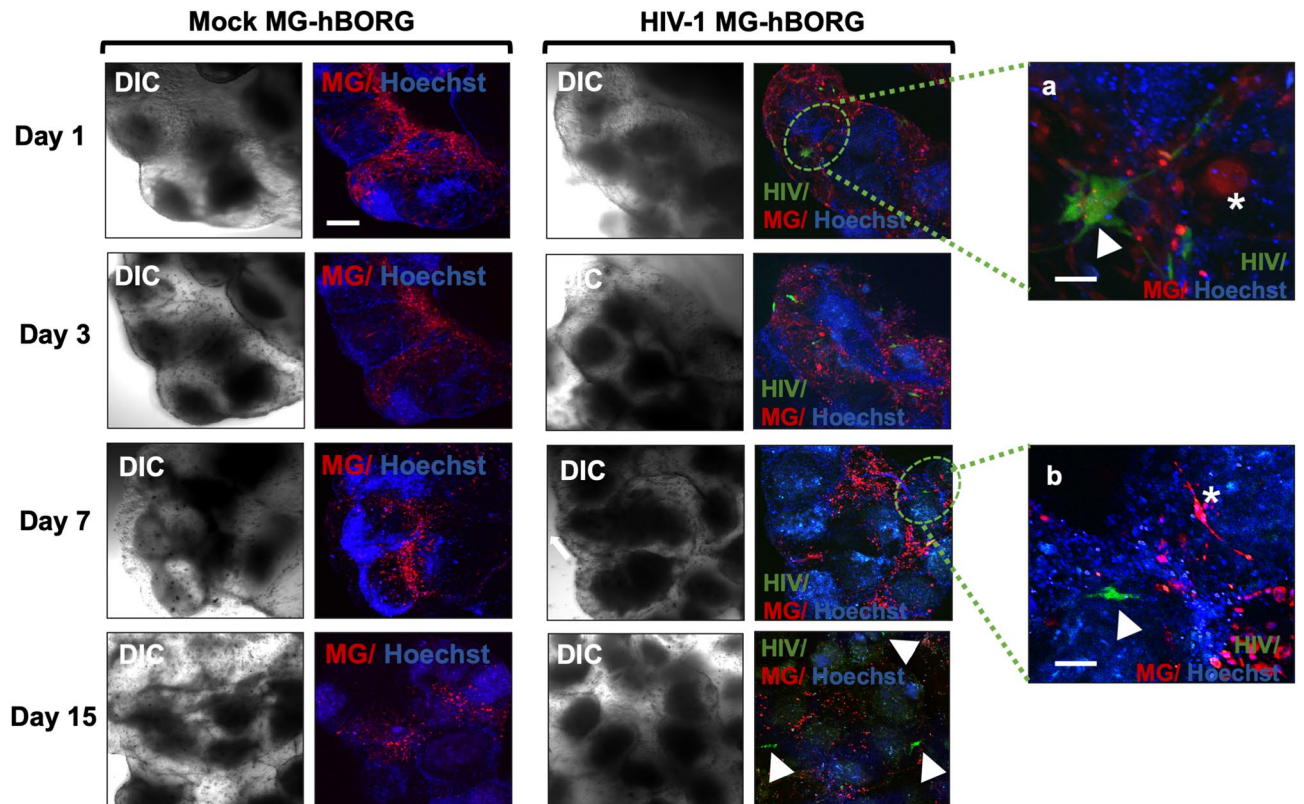 Mock MG-hBORG
HIV-1 MG-hBORG
Day 1
DIC
MG/ Hoechst
DIC
HIV/
MG/ Hoechst
a
*
HIV/
MG/ Hoechst
Day 3
DIC
MG/ Hoechst
DIC
HIV/
MG/ Hoechst
Day 7
DIC
MG/ Hoechst
DIC
HIV/
MG/ Hoechst
b
*
HIV/
MG/ Hoechst
Day 15
DIC
MG/ Hoechst
DIC
HIV/
MG/ Hoechst